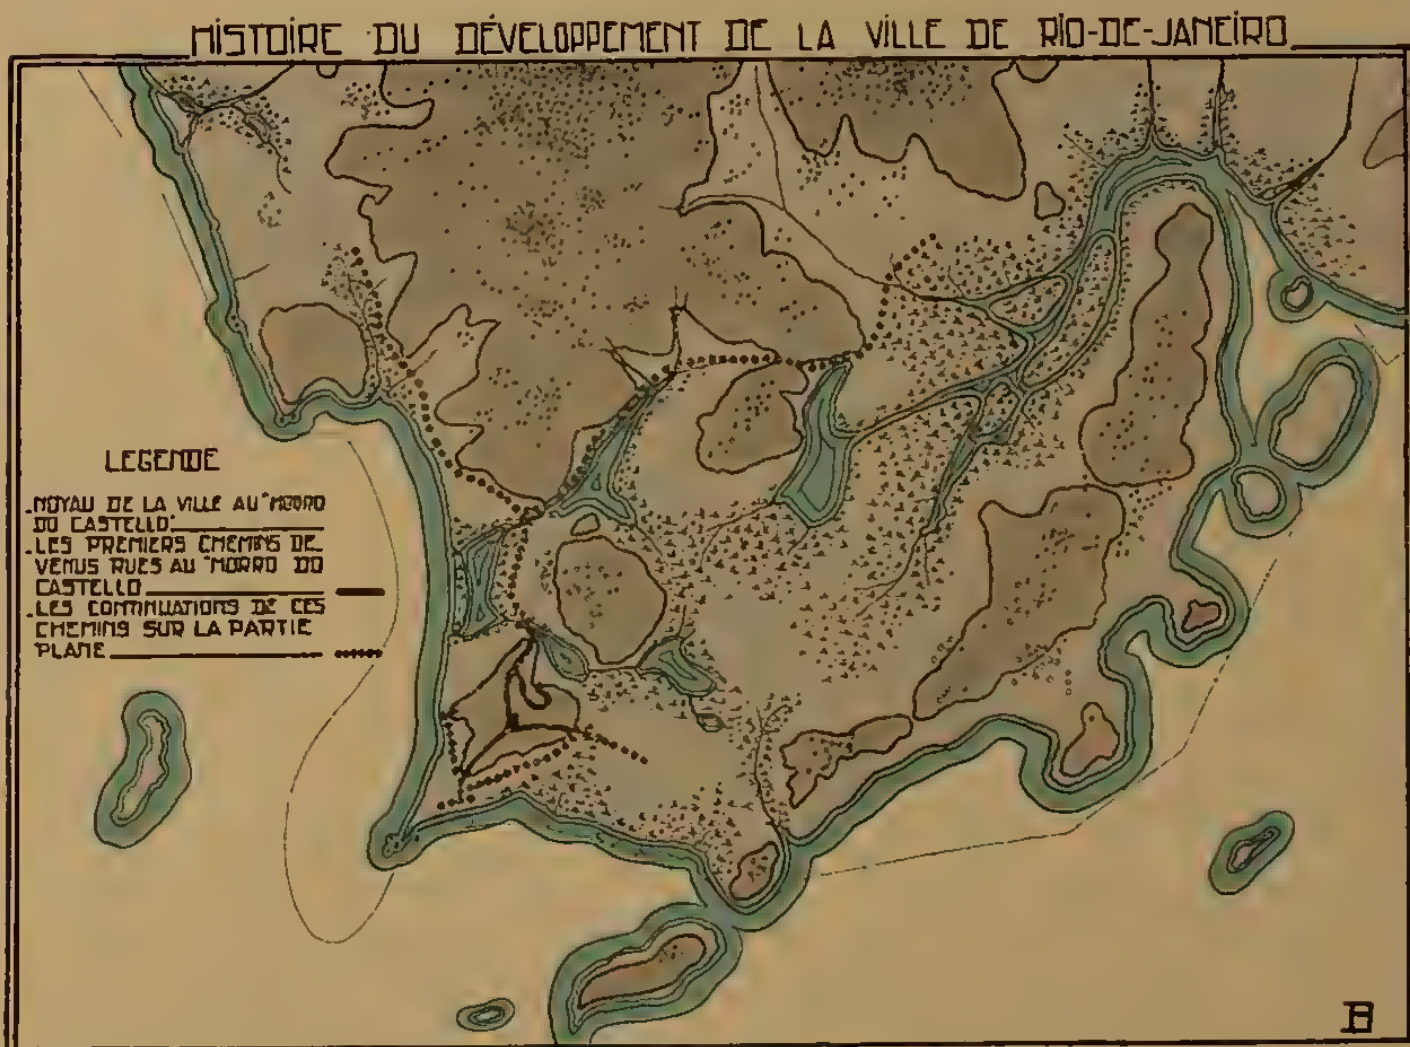 HISTOIRE DU DÉVELOPPEMENT DE LA VILLE DE RIO-DE-JANEIRO
LEGENDE
.NOYAU DE LA VILLE AU "MORRO
DO CASTELLO"
.LES PREMIERS CHEMINS DE
VENUS RUES AU "MORRO DO
CASTELLO
.LES CONTINUATIONS DE CES
CHEMINS SUR LA PARTIE
PLANE
B